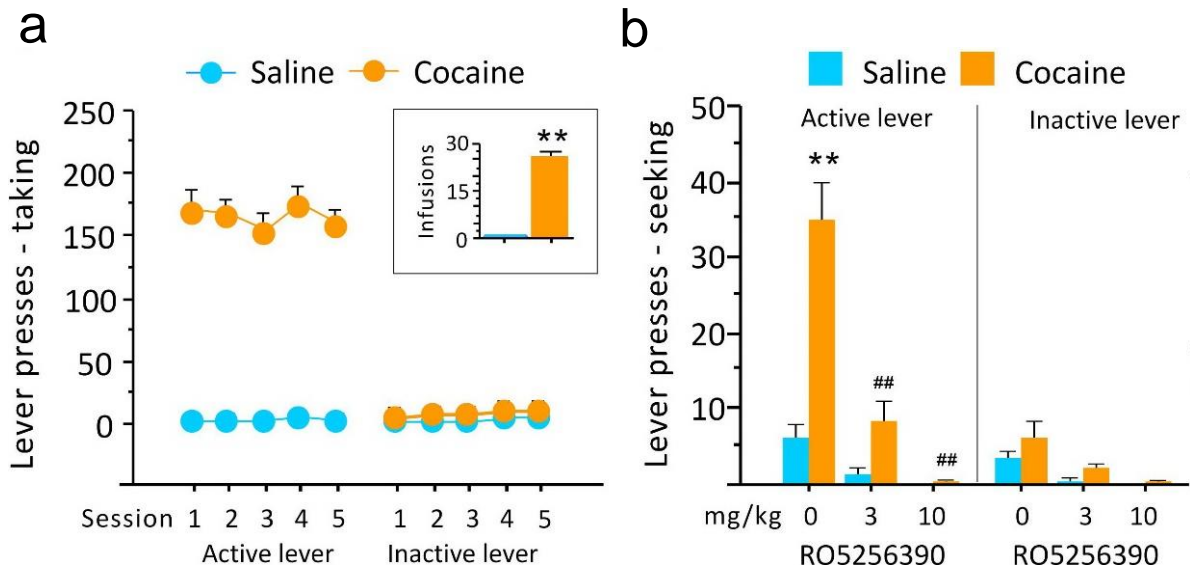 a
Saline Cocaine
Lever presses - taking
250
200
150
100
50
0
Infusions
30
15
15
0
**
Session 1 2 3 4 5 1 2 3 4 5
Active lever Inactive lever
b
Saline Cocaine
Lever presses - seeking
50
40
30
20
10
Active lever Inactive lever
**
##
##
mg/kg 0 3 10 0 3 10
RO5256390 RO5256390